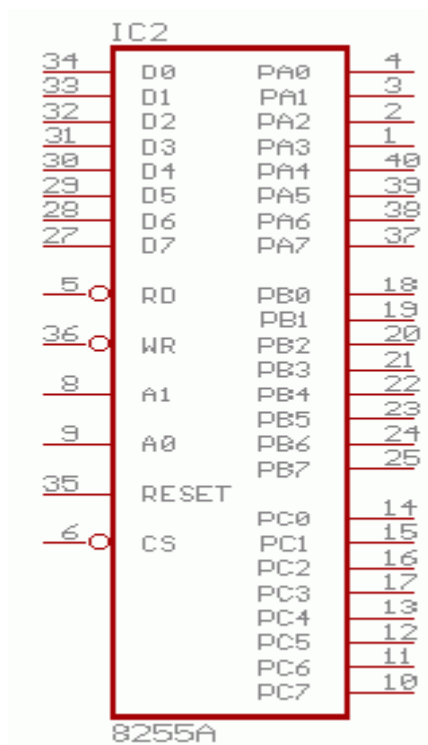 IC2
34 D0 PA0 4
33 D1 PA1 3
32 D2 PA2 2
31 D3 PA3 1
30 D4 PA4 40
29 D5 PA5 39
28 D6 PA6 38
27 D7 PA7 37
5 RD PB0 18
PB1 19
36 WR PB2 20
PB3 21
8 A1 PB4 22
PB5 23
9 A0 PB6 24
PB7 25
35 RESET
PC0 14
6 CS PC1 15
PC2 16
PC3 17
PC4 13
PC5 12
PC6 11
PC7 10
8255A